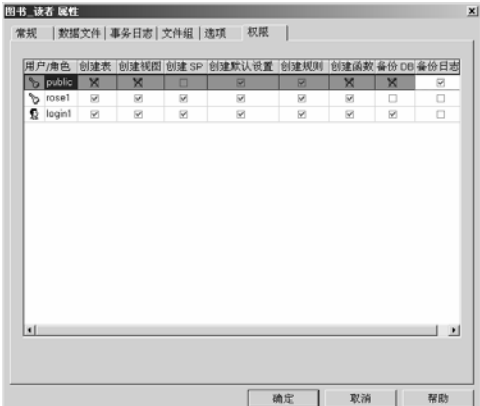 图书_读者 属性
常规 数据文件 事务日志 文件组 选项 权限
用户/角色 创建表 创建视图 创建 SP 创建默认设置 创建规则 创建函数 备份 DB 备份日志
public
rose1
login1
确定 取消 帮助